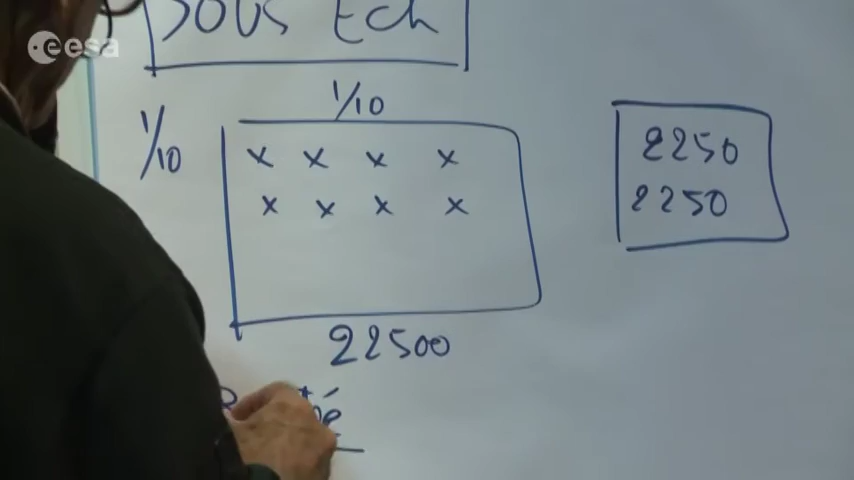 esa
Sous Ech
1/10
1/10
x x x x
x x x x
2250
2250
22500